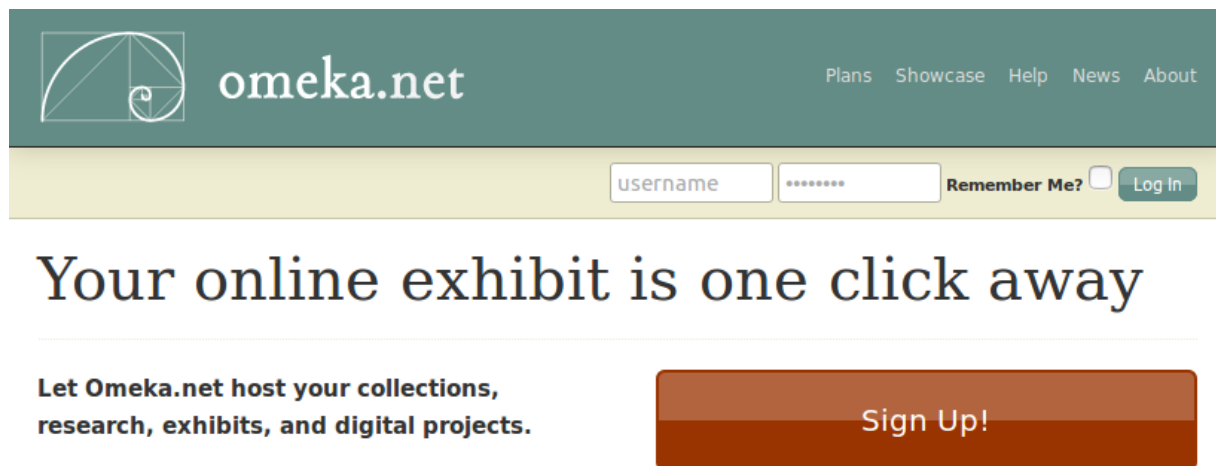 omeka.net
Plans Showcase Help News About
username •••••••• Remember Me? Log In
Your online exhibit is one click away
Let Omeka.net host your collections,
research, exhibits, and digital projects.
Sign Up!